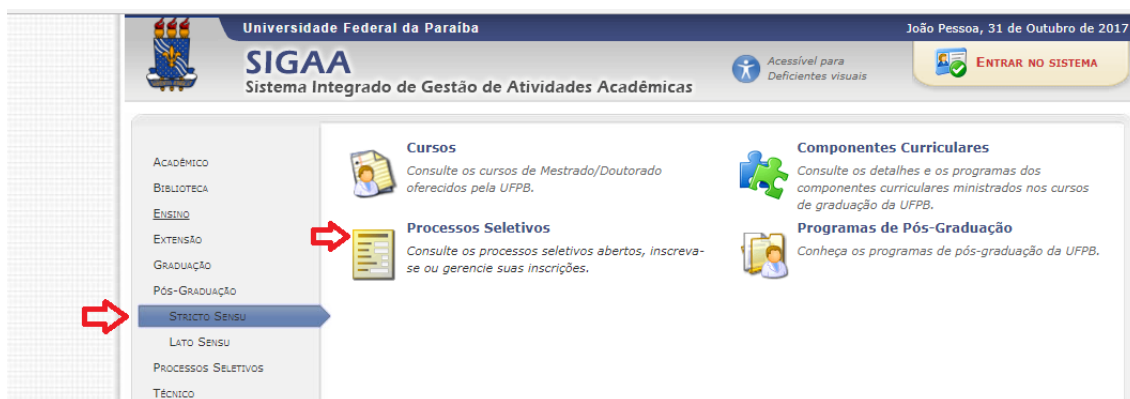 Universidade Federal da Paraíba
João Pessoa, 31 de Outubro de 2017
SIGAA
Sistema Integrado de Gestão de Atividades Acadêmicas
Acessível para
Deficientes visuais
ENTRAR NO SISTEMA
ACADÊMICO
BIBLIOTECA
ENSINO
EXTENSÃO
GRADUAÇÃO
PÓS-GRADUAÇÃO
STRICTO SENSU
LATO SENSU
PROCESSOS SELETIVOS
TÉCNICO
Cursos
Consulte os cursos de Mestrado/Doutorado
oferecidos pela UFPB.
Componentes Curriculares
Consulte os detalhes e os programas dos
componentes curriculares ministrados nos cursos
de graduação da UFPB.
Processos Seletivos
Consulte os processos seletivos abertos, inscreva-
se ou gerencie suas inscrições.
Programas de Pós-Graduação
Conheça os programas de pós-graduação da UFPB.